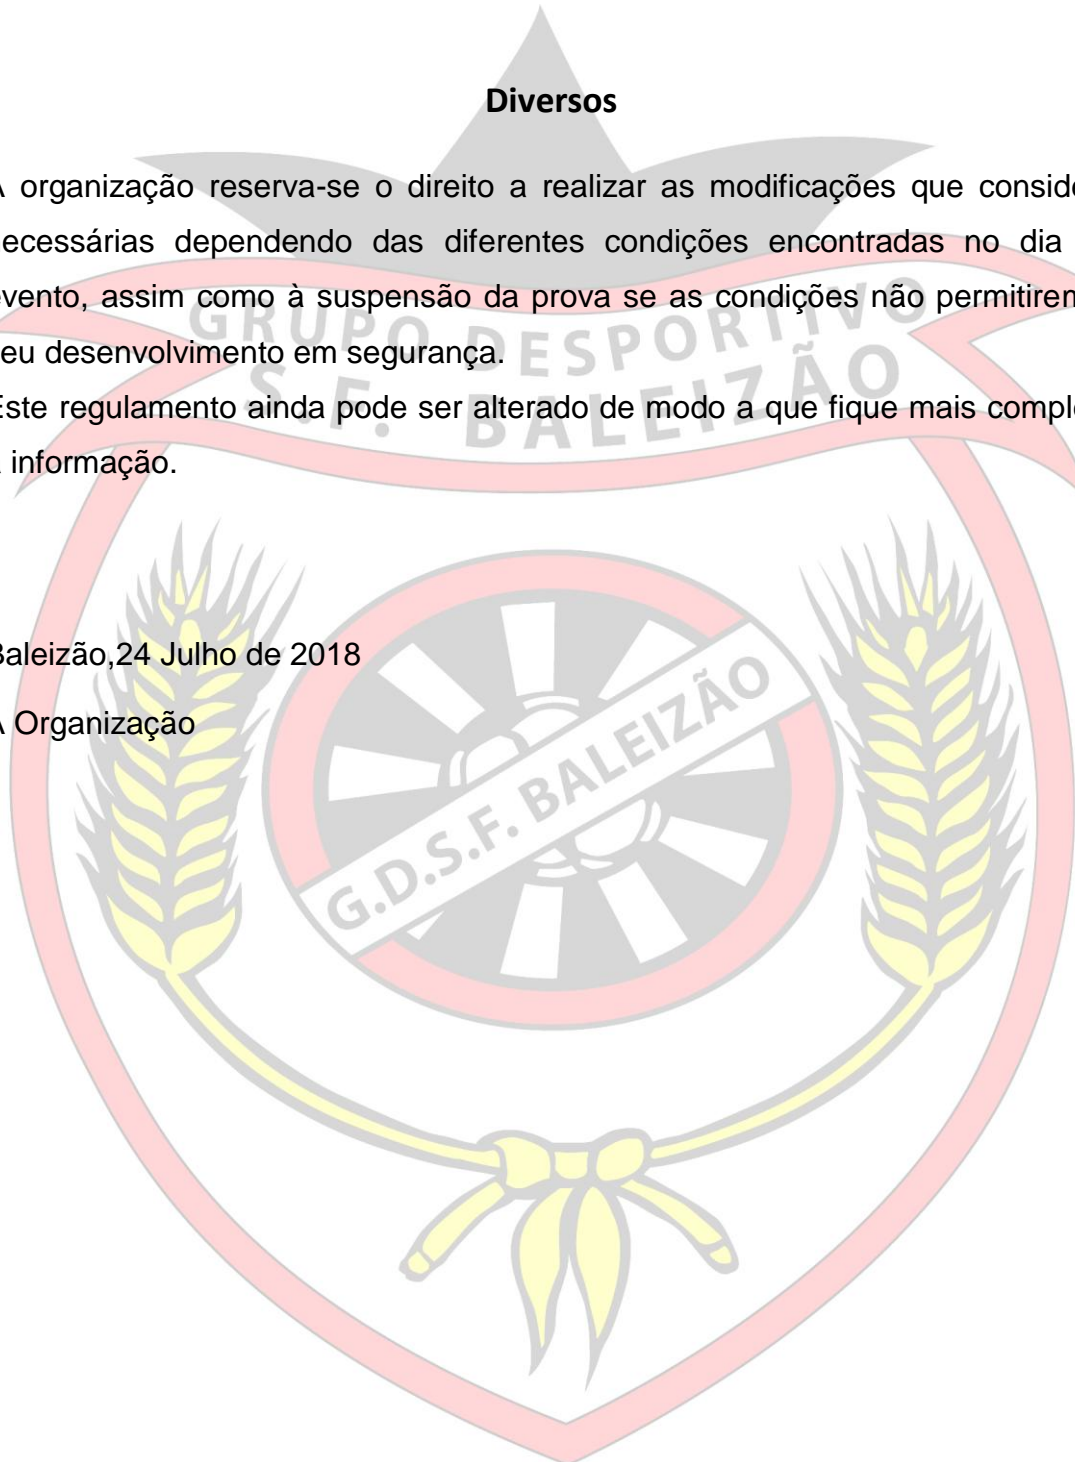 Diversos
A organização reserva-se o direito a realizar as modificações que conside
necessárias dependendo das diferentes condições encontradas no dia
evento, assim como à suspensão da prova se as condições não permitirem
eu desenvolvimento em segurança.
Este regulamento ainda pode ser alterado de modo a que fique mais comple
informação.
Baleizão,24 Julho de 2018
A Organização
GRUPO DESPORTIVO
S.F. BALEIZÃO
G.D.S.F. BALEIZÃO